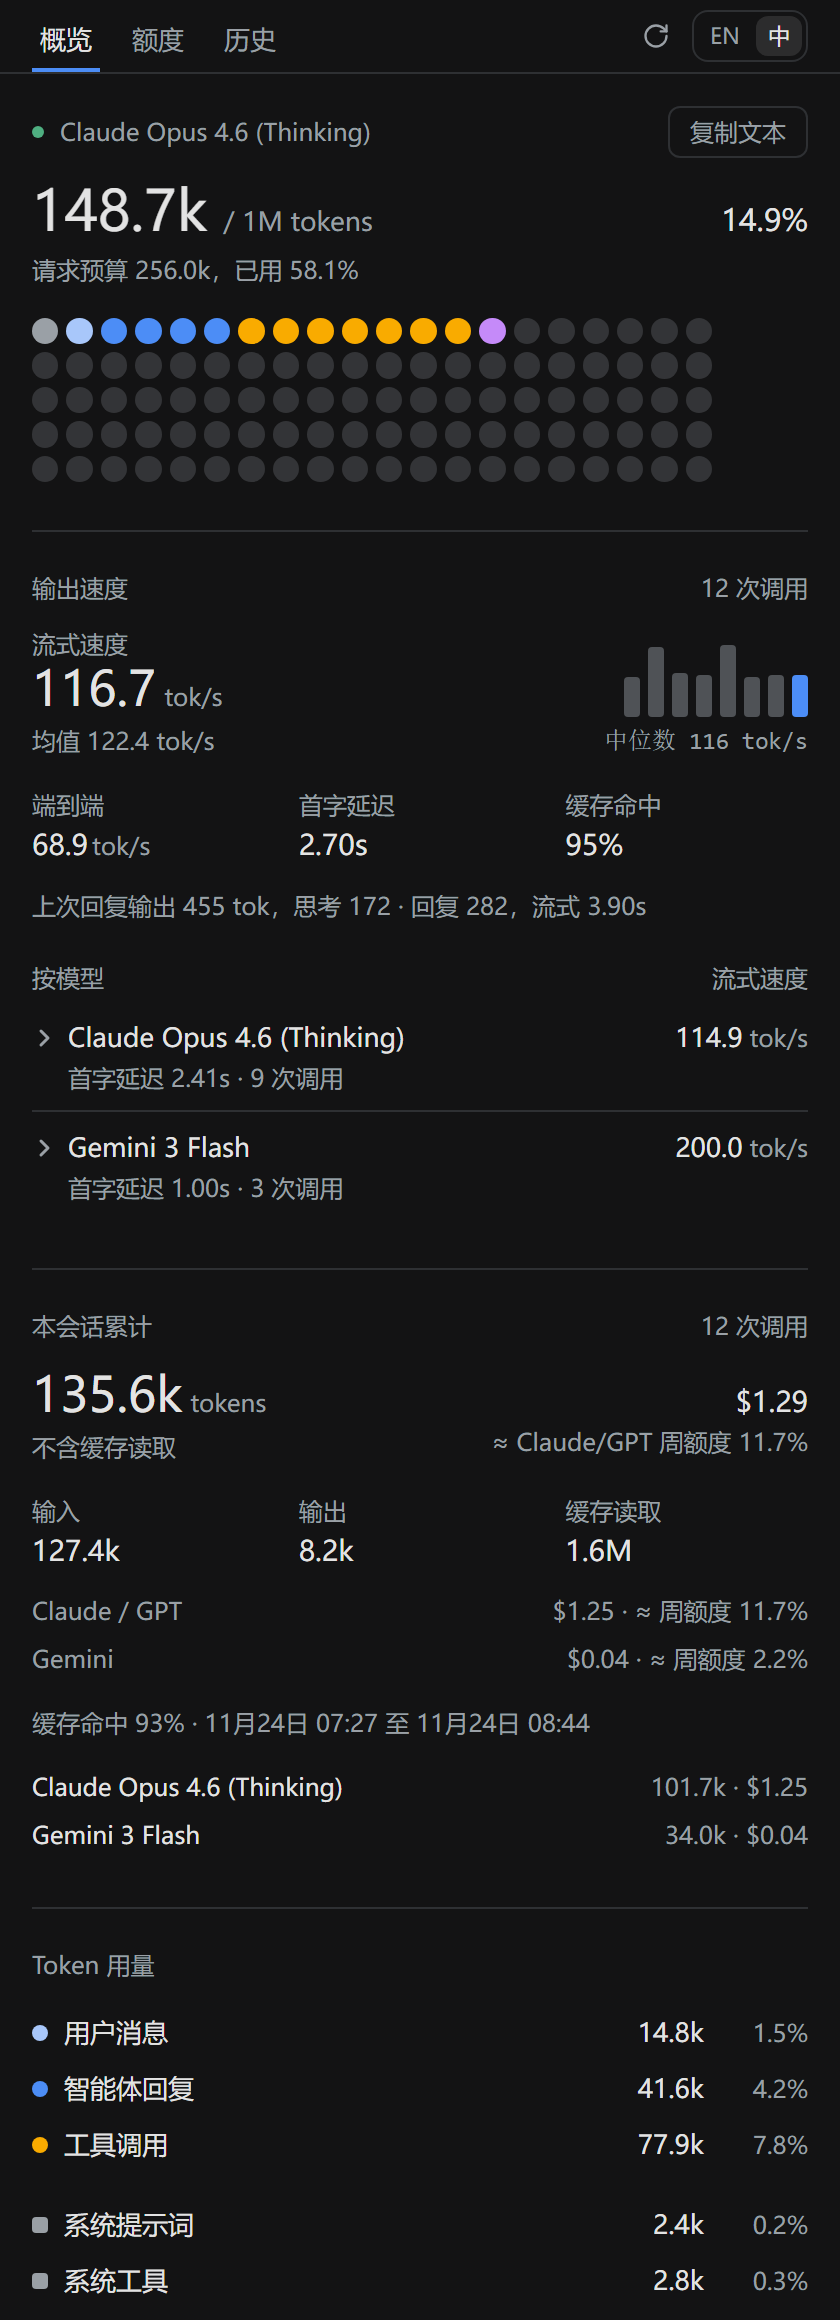 概览 额度 历史 EN 中
Claude Opus 4.6 (Thinking) 复制文本
148.7k / 1M tokens 14.9%
请求预算 256.0k，已用 58.1%
输出速度 12 次调用
流式速度
116.7 tok/s
均值 122.4 tok/s 中位数 116 tok/s
端到端 首字延迟 缓存命中
68.9 tok/s 2.70s 95%
上次回复输出 455 tok，思考 172 · 回复 282，流式 3.90s
按模型 流式速度
Claude Opus 4.6 (Thinking) 114.9 tok/s
首字延迟 2.41s · 9 次调用
Gemini 3 Flash 200.0 tok/s
首字延迟 1.00s · 3 次调用
本会话累计 12 次调用
135.6k tokens $1.29
不含缓存读取 ≈ Claude/GPT 周额度 11.7%
输入 输出 缓存读取
127.4k 8.2k 1.6M
Claude / GPT $1.25 · ≈ 周额度 11.7%
Gemini $0.04 · ≈ 周额度 2.2%
缓存命中 93% · 11月24日 07:27 至 11月24日 08:44
Claude Opus 4.6 (Thinking) 101.7k · $1.25
Gemini 3 Flash 34.0k · $0.04
Token 用量
用户消息 14.8k 1.5%
智能体回复 41.6k 4.2%
工具调用 77.9k 7.8%
系统提示词 2.4k 0.2%
系统工具 2.8k 0.3%